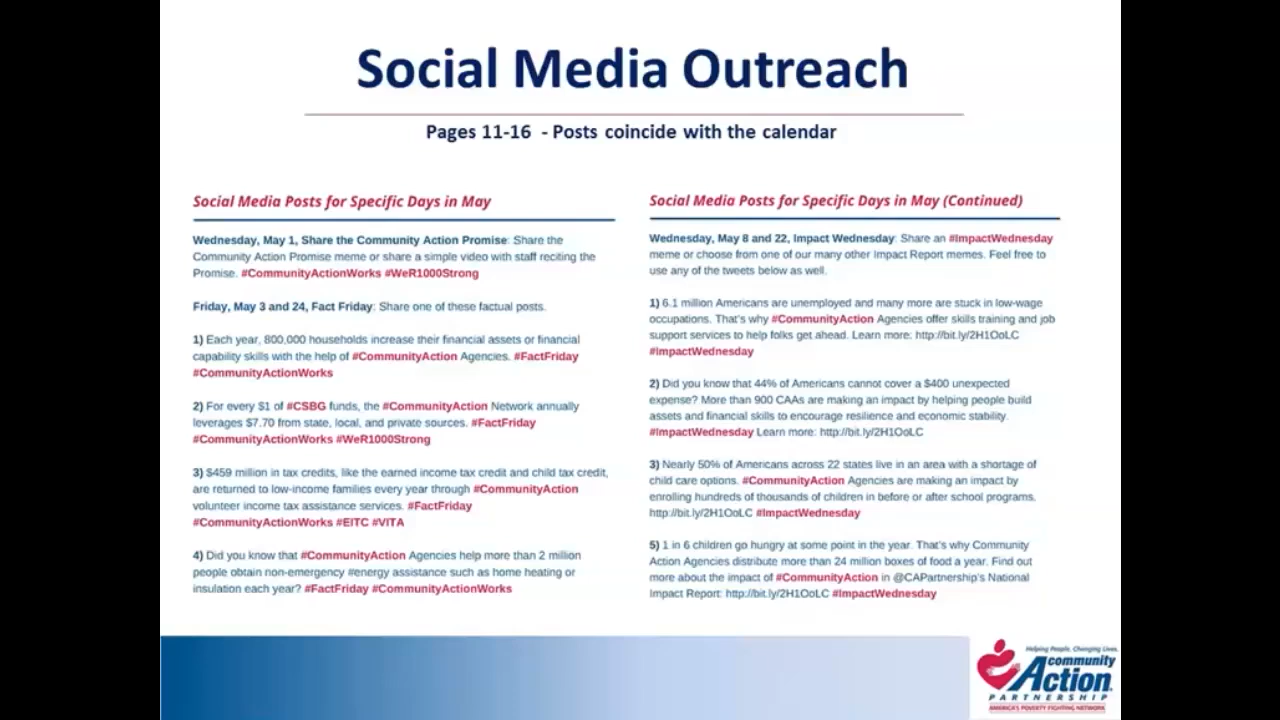 Social Media Outreach
Pages 11-16  - Posts coincide with the calendar
Social Media Posts for Specific Days in May
Wednesday, May 1, Share the Community Action Promise: Share the
Community Action Promise meme or share a simple video with staff reciting the
Promise. #CommunityActionWorks #WeR1000Strong
Friday, May 3 and 24, Fact Friday: Share one of these factual posts.
1) Each year, 800,000 households increase their financial assets or financial
capability skills with the help of #CommunityAction Agencies. #FactFriday
#CommunityActionWorks
2) For every $1 of #CSBG funds, the #CommunityAction Network annually
leverages $7.70 from state, local, and private sources. #FactFriday
#CommunityActionWorks #WeR1000Strong
3) $459 million in tax credits, like the earned income tax credit and child tax credit,
are returned to low-income families every year through #CommunityAction
volunteer income tax assistance services. #FactFriday
#CommunityActionWorks #EITC #VITA
4) Did you know that #CommunityAction Agencies help more than 2 million
people obtain non-emergency #energy assistance such as home heating or
insulation each year? #FactFriday #CommunityActionWorks
Social Media Posts for Specific Days in May (Continued)
Wednesday, May 8 and 22, Impact Wednesday: Share an #ImpactWednesday
meme or choose from one of our many other Impact Report memes. Feel free to
use any of the tweets below as well.
1) 6.1 million Americans are unemployed and many more are stuck in low-wage
occupations. That's why #CommunityAction Agencies offer skills training and job
support services to help folks get ahead. Learn more: http://bit.ly/2H1OoLC
#ImpactWednesday
2) Did you know that 44% of Americans cannot cover a $400 unexpected
expense? More than 900 CAAs are making an impact by helping people build
assets and financial skills to encourage resilience and economic stability.
#ImpactWednesday Learn more: http://bit.ly/2H1OoLC
3) Nearly 50% of Americans across 22 states live in an area with a shortage of
child care options. #CommunityAction Agencies are making an impact by
enrolling hundreds of thousands of children in before or after school programs.
http://bit.ly/2H1OoLC #ImpactWednesday
5) 1 in 6 children go hungry at some point in the year. That's why Community
Action Agencies distribute more than 24 million boxes of food a year. Find out
more about the impact of #CommunityAction in @CAPartnership's National
Impact Report: http://bit.ly/2H1OoLC #ImpactWednesday
Helping People. Changing Lives.
community
Action
PARTNERSHIP
AMERICA'S POVERTY FIGHTING NETWORK